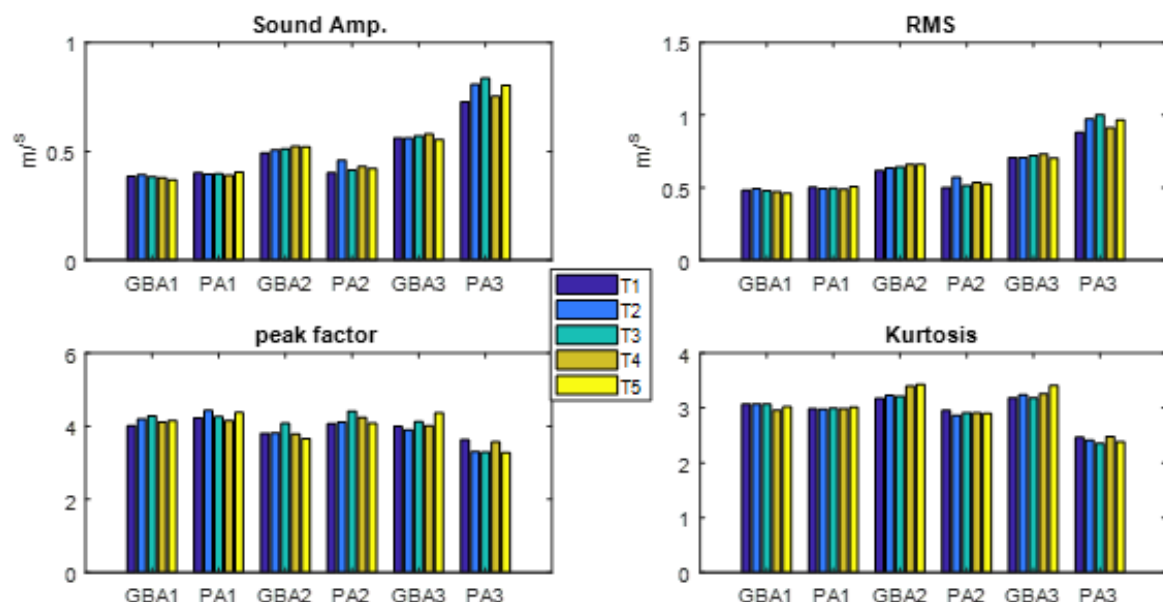 Sound Amp.
1
0.5
0
m/s
GBA1 PA1 GBA2 PA2 GBA3 PA3
RMS
1.5
1
0.5
0
m/s
GBA1 PA1 GBA2 PA2 GBA3 PA3
T1
T2
T3
T4
T5
peak factor
6
4
2
0
GBA1 PA1 GBA2 PA2 GBA3 PA3
Kurtosis
4
3
2
1
0
GBA1 PA1 GBA2 PA2 GBA3 PA3